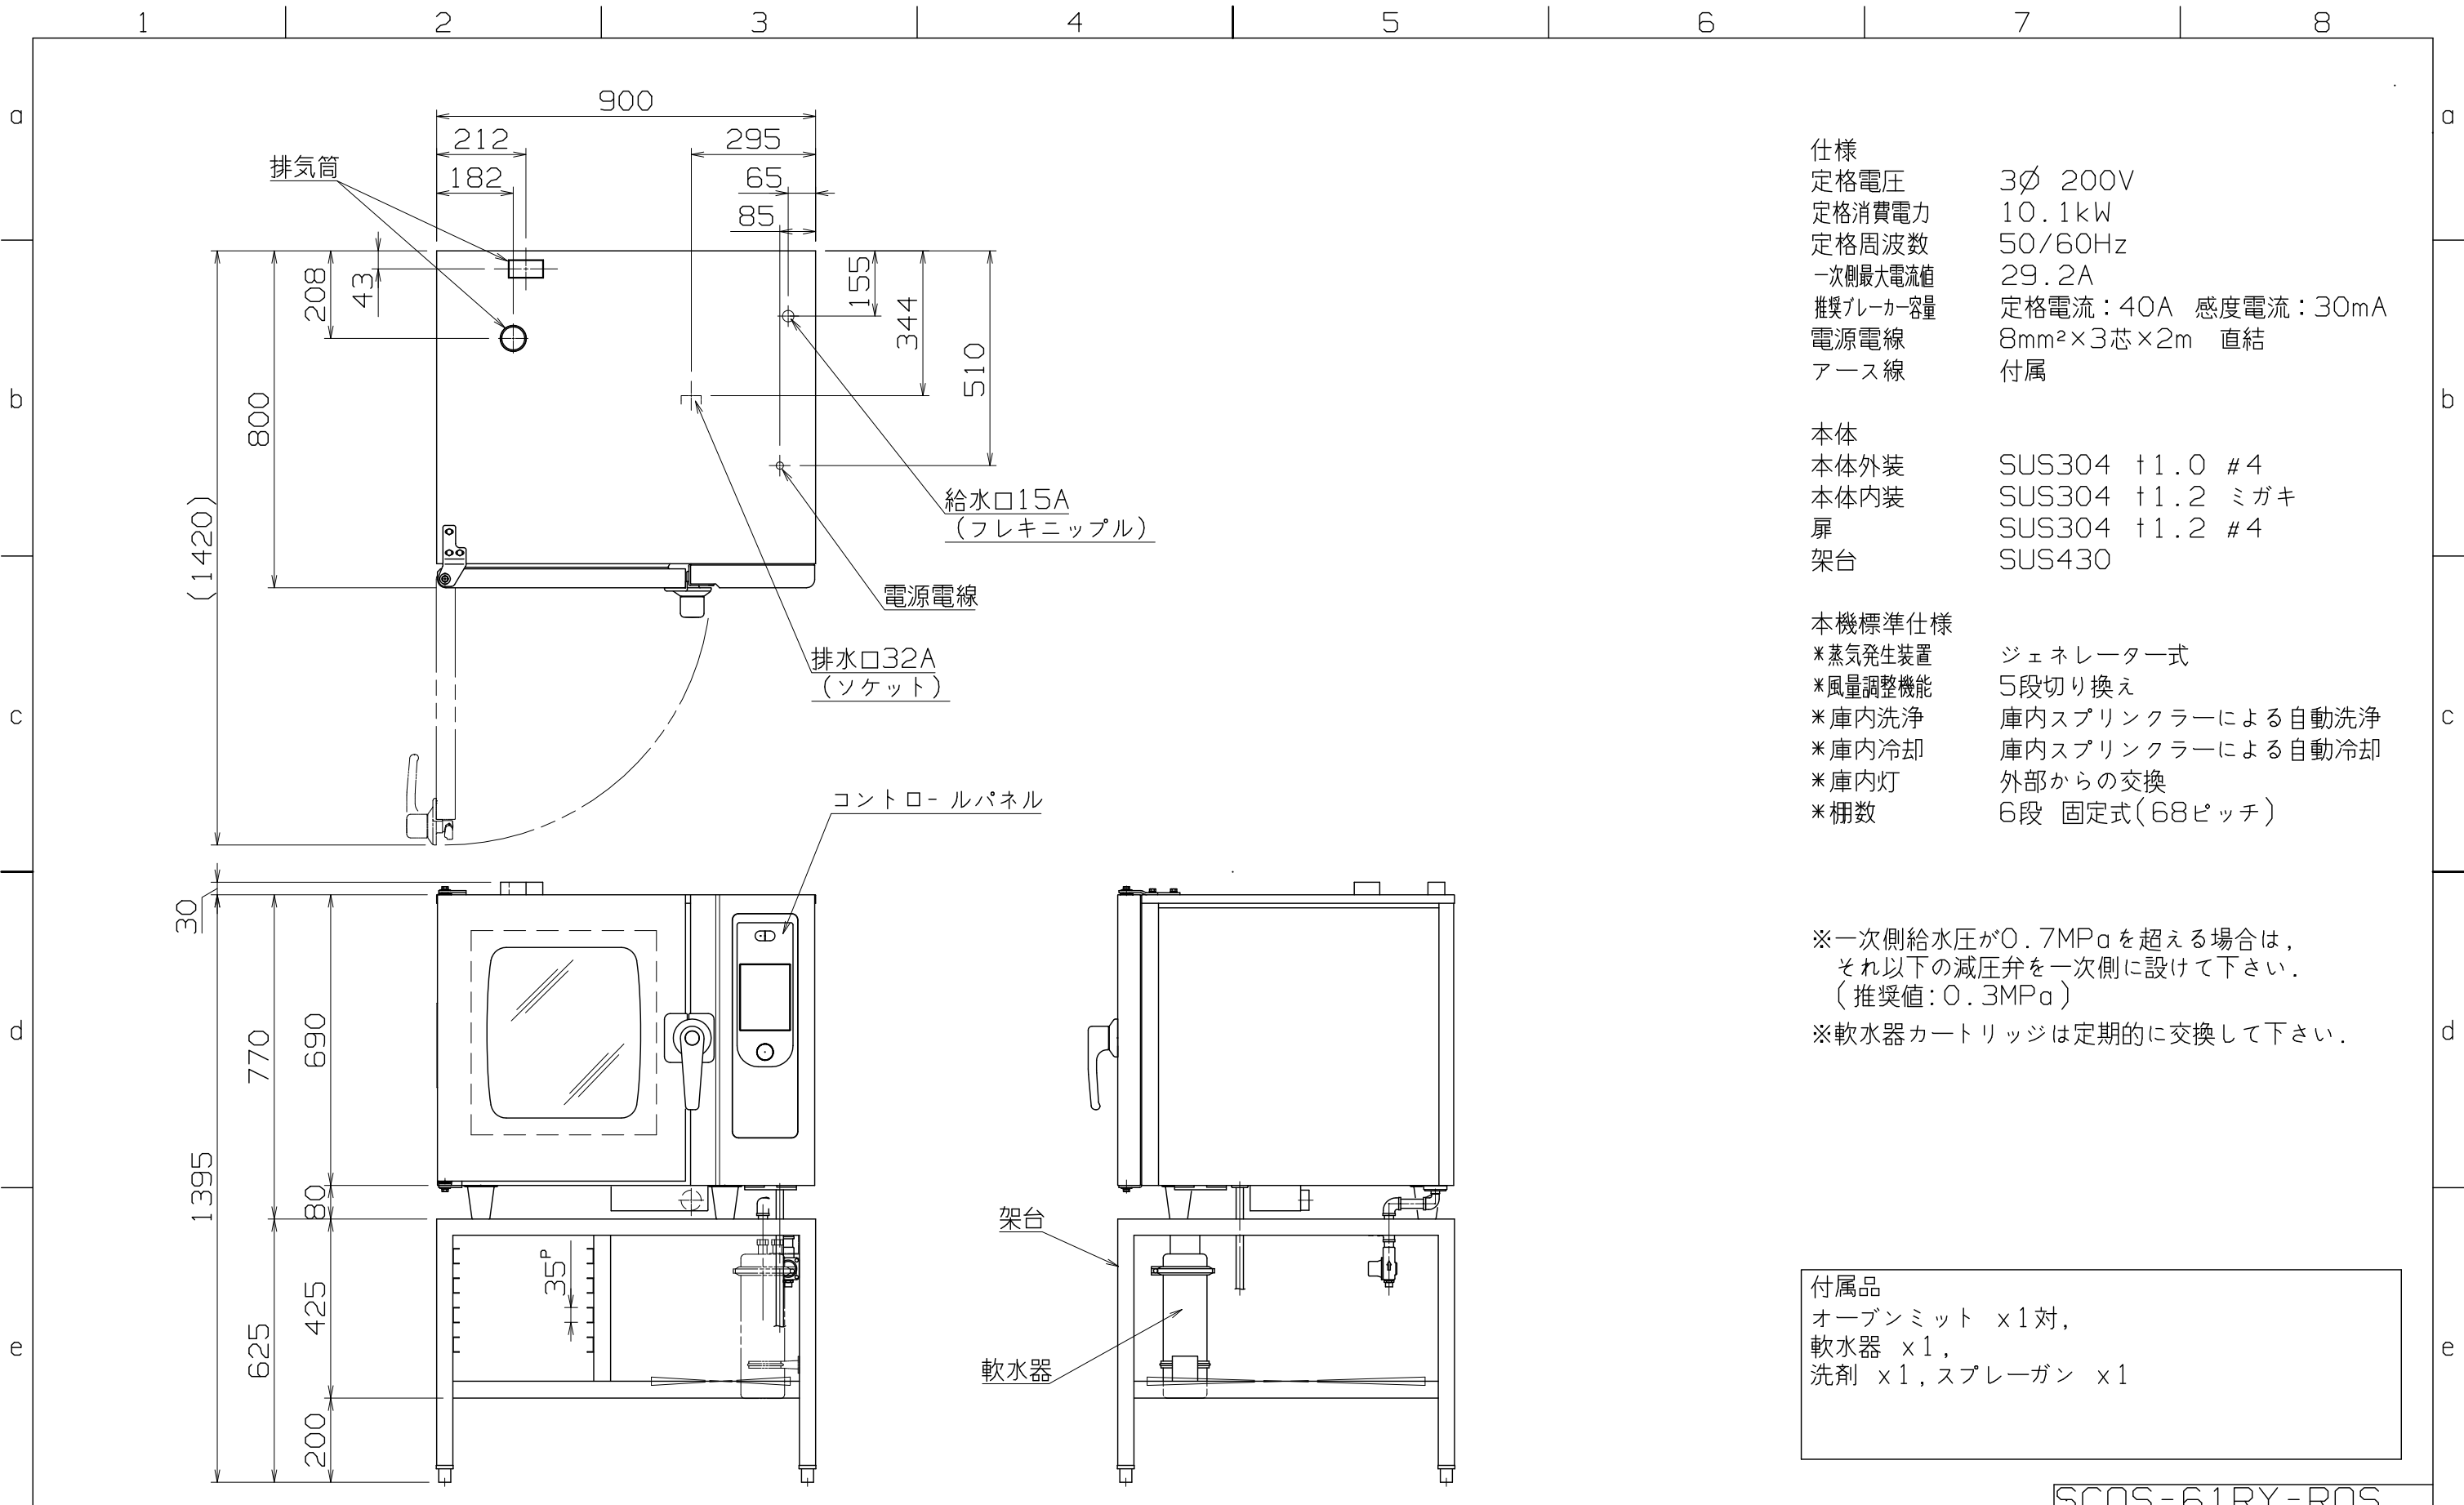 1 2 3 4 5 6 7 8
a a
900
212 295
排気筒
182 65
85
208
43
155
344
510
800
(1420)
b b
給水口15A
(フレキニップル)
電源電線
排水口32A
(ソケット)
c c
コントロ-ルパネル
30
770
690
1395
80
625
425
200
35P
架台
軟水器
d d
e e
仕様
定格電圧 3Ø 200V
定格消費電力 10.1kW
定格周波数 50/60Hz
一次側最大電流値 29.2A
推奨ブレーカー容量 定格電流:40A 感度電流:30mA
電源電線 8mm²×3芯×2m 直結
アース線 付属
本体
本体外装 SUS304 t1.0 #4
本体内装 SUS304 t1.2 ミガキ
扉 SUS304 t1.2 #4
架台 SUS430
本機標準仕様
*蒸気発生装置 ジェネレーター式
*風量調整機能 5段切り換え
*庫内洗浄 庫内スプリンクラーによる自動洗浄
*庫内冷却 庫内スプリンクラーによる自動冷却
*庫内灯 外部からの交換
*棚数 6段 固定式(68ピッチ)
※一次側給水圧が0.7MPaを超える場合は,
それ以下の減圧弁を一次側に設けて下さい.
(推奨値:0.3MPa)
※軟水器カートリッジは定期的に交換して下さい.
付属品
オーブンミット x1対,
軟水器 x1,
洗剤 x1,スプレーガン x1
SCOS-61RY-ROS